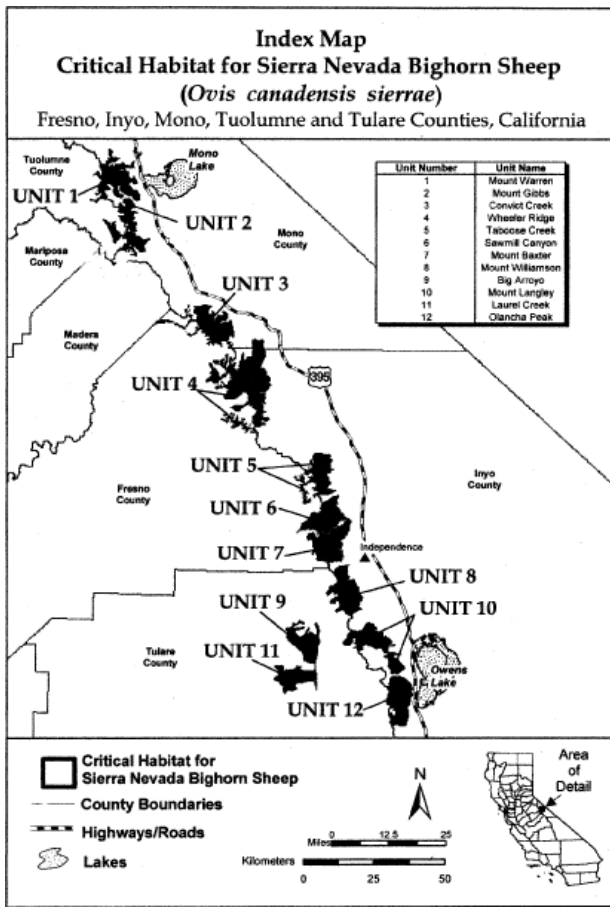 Index Map
Critical Habitat for Sierra Nevada Bighorn Sheep
(Ovis canadensis sierrae)
Fresno, Inyo, Mono, Tuolumne and Tulare Counties, California
Tuolumne
County
Mono
Lake
UNIT 1
UNIT 2
Mono
County
Mariposa
County
Unit Number Unit Name
1 Mount Warren
2 Mount Gibbs
3 Convict Creek
4 Wheeler Ridge
5 Taboose Creek
6 Sawmill Canyon
7 Mount Baxter
8 Mount Williamson
9 Big Arroyo
10 Mount Langley
11 Laurel Creek
12 Olancha Peak
UNIT 3
Madera
County
395
UNIT 4
UNIT 5
Inyo
County
Fresno
County
UNIT 6
UNIT 7
Independence
UNIT 8
UNIT 9
UNIT 10
Tulare
County
UNIT 11
Owens
Lake
UNIT 12
Critical Habitat for
Sierra Nevada Bighorn Sheep
County Boundaries
Highways/Roads
Lakes
N
Miles
0 12.5 25
Kilometers
0 25 50
Area
of
Detail